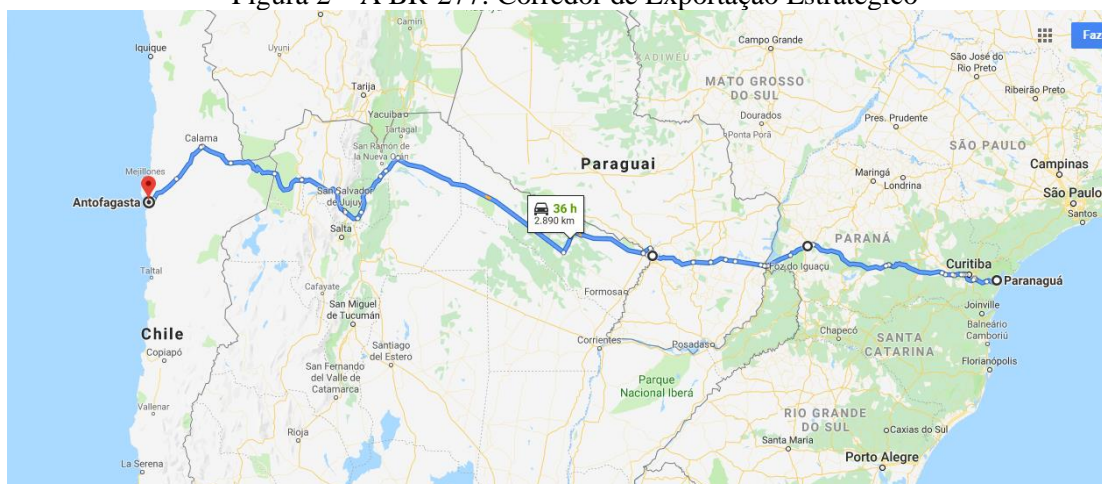 Figura 2 – A BR-277: Corredor de Exportação Estratégico
Iquique
Uyuni
Camiri
Tarija
Yacuiba
Tartagal
San Ramón de
la Nueva Orán
Calama
Mejillones
Antofagasta
San Salvador
de Jujuy
Salta
Taltal
Cafayate
San Miguel
de Tucumán
Chile
Copiapó
Santiago
del Estero
San Fernando
del Valle de
Catamarca
Vallenar
Rioja
La Serena
Paraguai
36 h
2.890 km
Formosa
Corrientes
Posadas
Parque
Nacional Iberá
Campo Grande
MATO GROSSO
DO SUL
Dourados
Ponta Porã
Pres. Prudente
São José do
Rio Preto
Ribeirão Preto
SÃO PAULO
Campinas
São Paulo
Santos
Maringá
Londrina
PARANÁ
Foz do Iguaçu
Curitiba
Paranaguá
Joinville
Balneário
Camboriú
Chapecó
SANTA
CATARINA
Florianópolis
RIO GRANDE
DO SUL
Caxias do Sul
Santa Maria
Porto Alegre
Faz